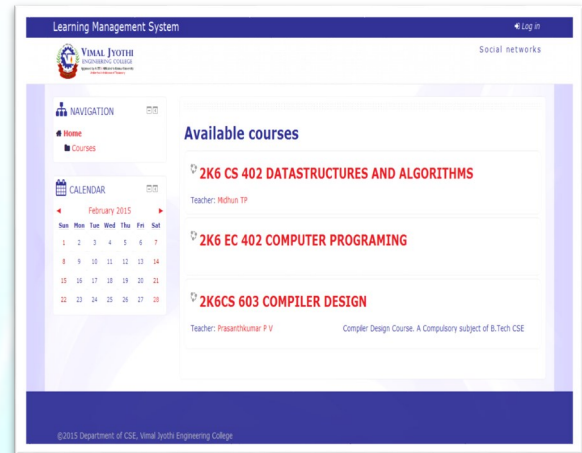 Learning Management System
Log in
VIMAL JYOTHI
ENGINEERING COLLEGE
Social networks
NAVIGATION
Home
Courses
CALENDAR
◄ February 2015 ►
Sun Mon Tue Wed Thu Fri Sat
1 2 3 4 5 6 7
8 9 10 11 12 13 14
15 16 17 18 19 20 21
22 23 24 25 26 27 28
Available courses
2K6 CS 402 DATASTRUCTURES AND ALGORITHMS
Teacher: Midhun TP
2K6 EC 402 COMPUTER PROGRAMING
2K6CS 603 COMPILER DESIGN
Teacher: Prasanthkumar P V Compiler Design Course. A Compulsory subject of B.Tech CSE
©2015 Department of CSE, Vimal Jyothi Engineering College